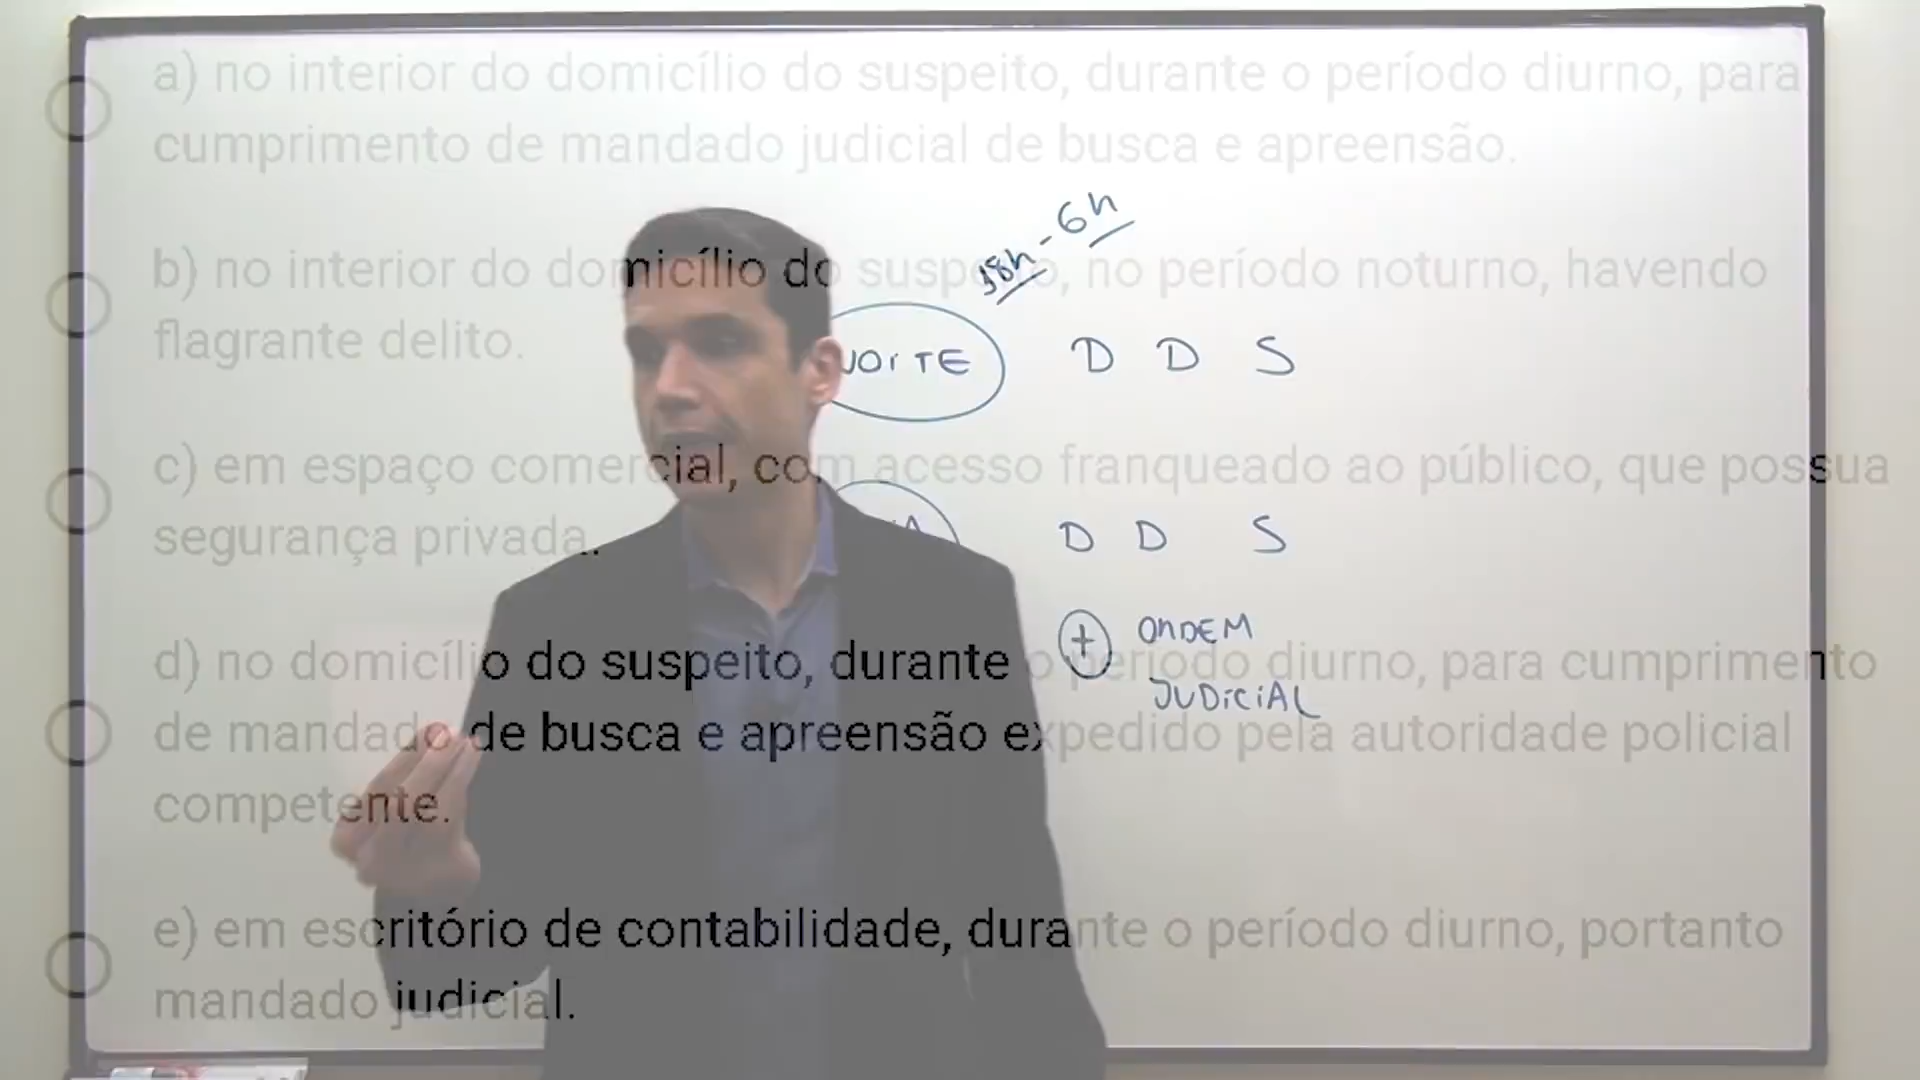 a) no interior do domicílio do suspeito, durante o período diurno, para
cumprimento de mandado judicial de busca e apreensão.
18h - 6h
b) no interior do domicílio do suspeito, no período noturno, havendo
flagrante delito.
NOITE D D S
c) em espaço comercial, com acesso franqueado ao público, que possua
segurança privada.
D D S
+ ORDEM
JUDICIAL
d) no domicílio do suspeito, durante o período diurno, para cumprimento
de mandado de busca e apreensão expedido pela autoridade policial
competente.
e) em escritório de contabilidade, durante o período diurno, portanto
mandado judicial.